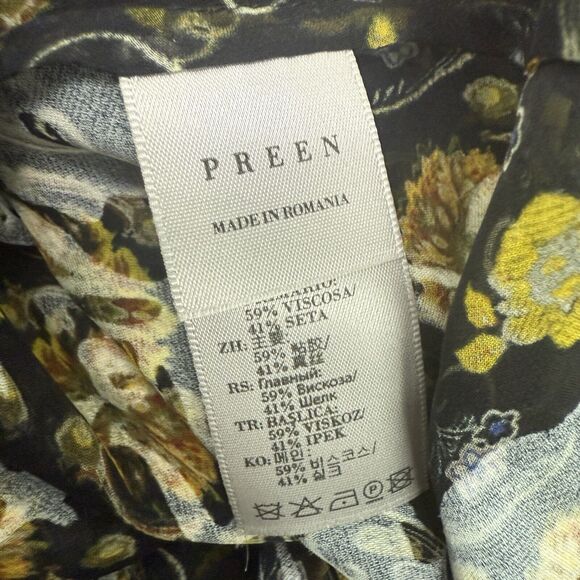 PREEN
MADE IN ROMANIA
59% VISCOSA/
41% SETA
ZH: 主要
59% 粘胶/
41% 真丝
RS: Главный:
59% Вискоза/
41% Шелк
TR: BAŞLICA:
59% VISKOZ/
41% IPEK
KO: 메인:
59% 비스코스/
41% 실크
P